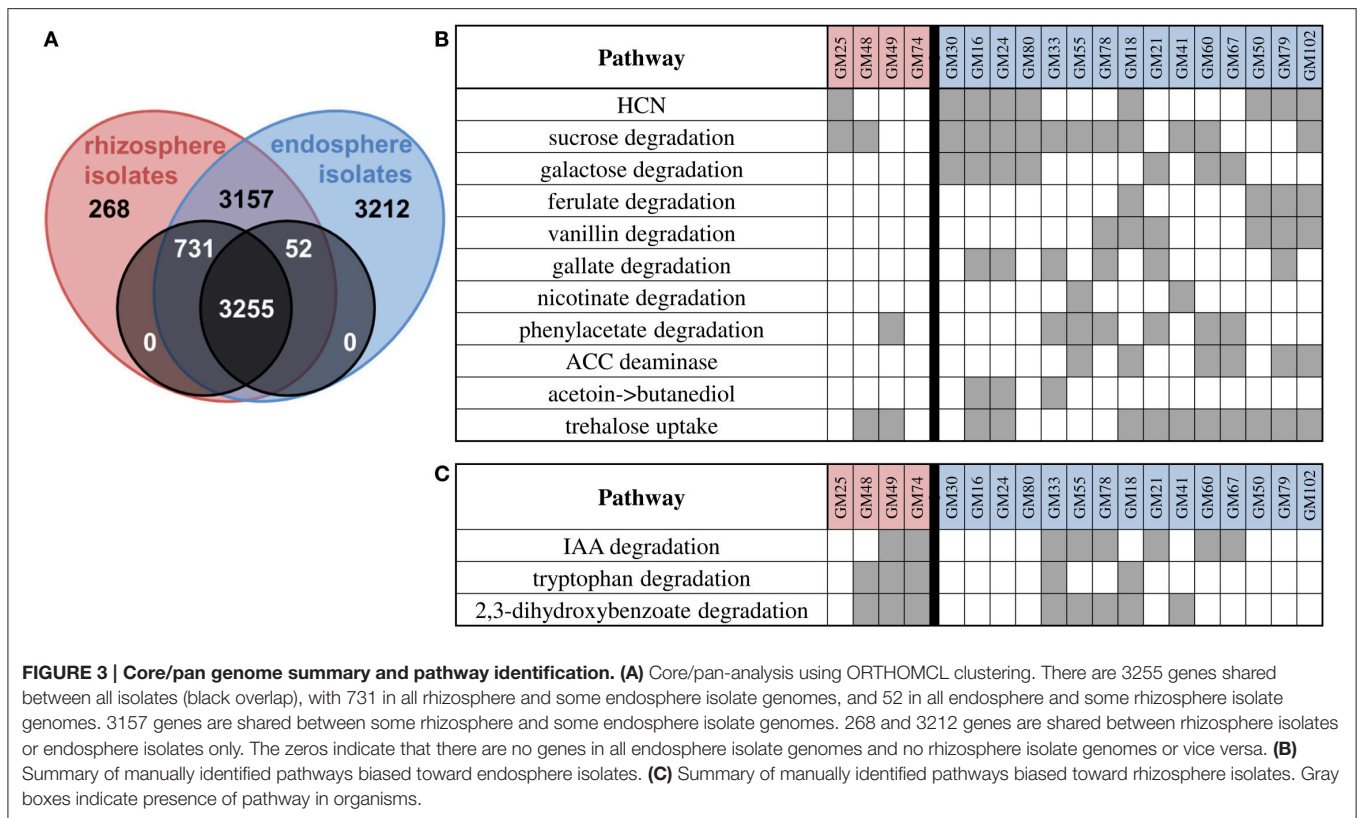 A
rhizosphere
isolates
268
endosphere
isolates
3212
3157
731
52
3255
0
0
B
Pathway
GM25
GM48
GM49
GM74
GM30
GM16
GM24
GM80
GM33
GM55
GM78
GM18
GM21
GM41
GM60
GM67
GM50
GM79
GM102
HCN
sucrose degradation
galactose degradation
ferulate degradation
vanillin degradation
gallate degradation
nicotinate degradation
phenylacetate degradation
ACC deaminase
acetoin->butanediol
trehalose uptake
C
Pathway
GM25
GM48
GM49
GM74
GM30
GM16
GM24
GM80
GM33
GM55
GM78
GM18
GM21
GM41
GM60
GM67
GM50
GM79
GM102
IAA degradation
tryptophan degradation
2,3-dihydroxybenzoate degradation
FIGURE 3 | Core/pan genome summary and pathway identification. (A) Core/pan-analysis using ORTHOMCL clustering. There are 3255 genes shared
between all isolates (black overlap), with 731 in all rhizosphere and some endosphere isolate genomes, and 52 in all endosphere and some rhizosphere isolate
genomes. 3157 genes are shared between some rhizosphere and some endosphere isolate genomes. 268 and 3212 genes are shared between rhizosphere isolates
or endosphere isolates only. The zeros indicate that there are no genes in all endosphere isolate genomes and no rhizosphere isolate genomes or vice versa. (B)
Summary of manually identified pathways biased toward endosphere isolates. (C) Summary of manually identified pathways biased toward rhizosphere isolates. Gray
boxes indicate presence of pathway in organisms.